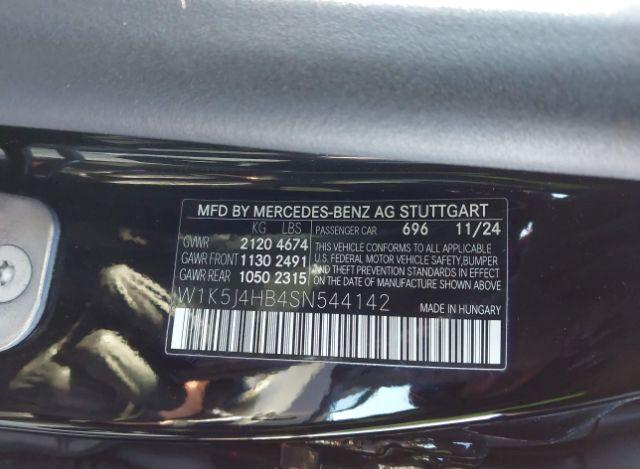 MFD BY MERCEDES-BENZ AG STUTTGART
KG LBS PASSENGER CAR 696 11/24
GVWR 2120 4674
GAWR FRONT 1130 2491
GAWR REAR 1050 2315
THIS VEHICLE CONFORMS TO ALL APPLICABLE
U.S. FEDERAL MOTOR VEHICLE SAFETY,BUMPER
AND THEFT PREVENTION STANDARDS IN EFFECT
ON THE DATE OF MANUFACTURE SHOWN ABOVE.
W1K5J4HB4SN544142 MADE IN HUNGARY